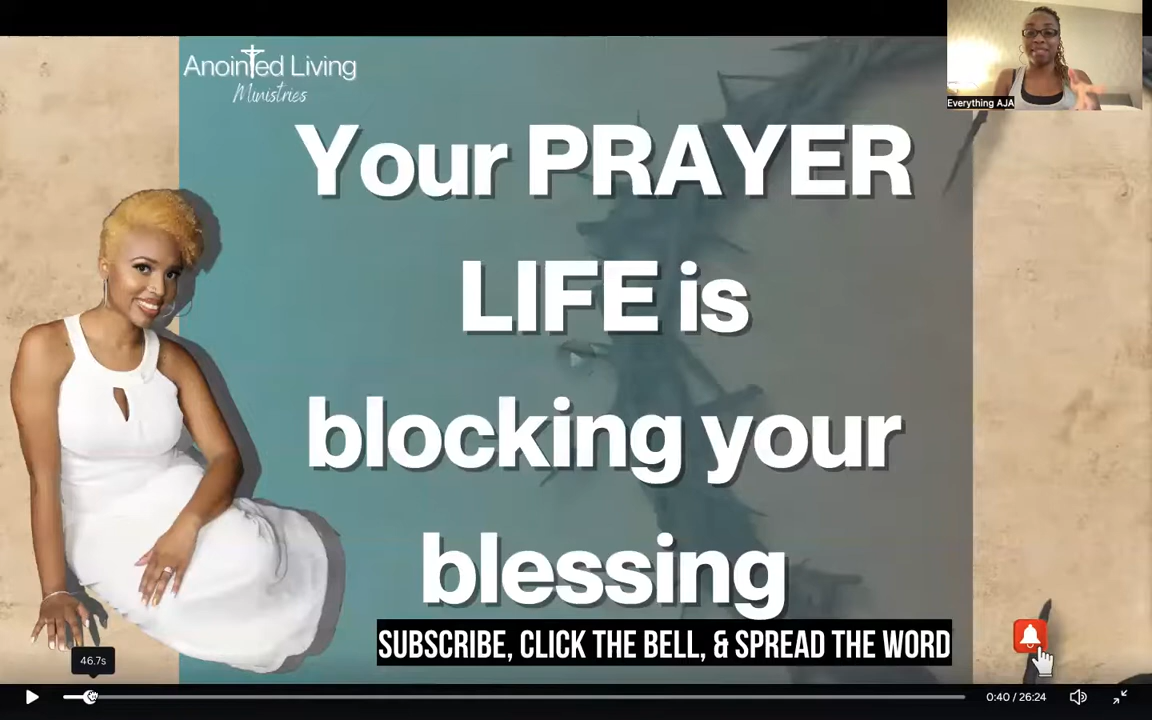 Anointed Living
Ministries
Everything AJA
Your PRAYER
LIFE is
blocking your
blessing
SUBSCRIBE, CLICK THE BELL, & SPREAD THE WORD
46.7s
0:40 / 26:24